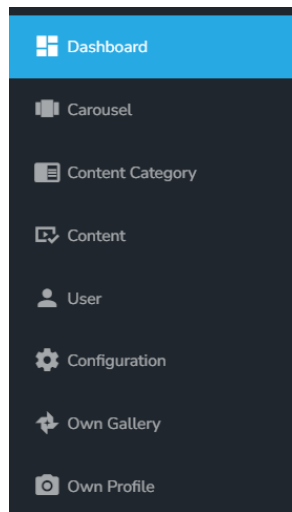 Dashboard
Carousel
Content Category
Content
User
Configuration
Own Gallery
Own Profile